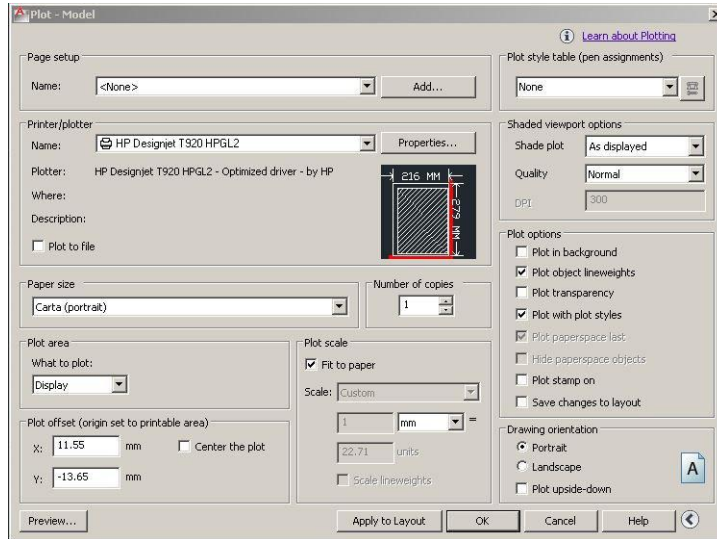 Plot - Model
Learn about Plotting
Page setup
Name: <None> Add...
Plot style table (pen assignments)
None
Printer/plotter
Name: HP Designjet T920 HPGL2 Properties...
Plotter: HP Designjet T920 HPGL2 - Optimized driver - by HP
Where:
Description:
Plot to file
216 MM
279 MM
Shaded viewport options
Shade plot As displayed
Quality Normal
DPI 300
Paper size
Carta (portrait)
Number of copies
1
Plot options
Plot in background
Plot object lineweights
Plot transparency
Plot with plot styles
Plot paperspace last
Hide paperspace objects
Plot stamp on
Save changes to layout
Plot area
What to plot:
Display
Plot scale
Fit to paper
Scale: Custom
1 mm =
22.71 units
Scale lineweights
Plot offset (origin set to printable area)
X: 11.55 mm Center the plot
Y: -13.65 mm
Drawing orientation
Portrait
Landscape
Plot upside-down
A
Preview... Apply to Layout OK Cancel Help